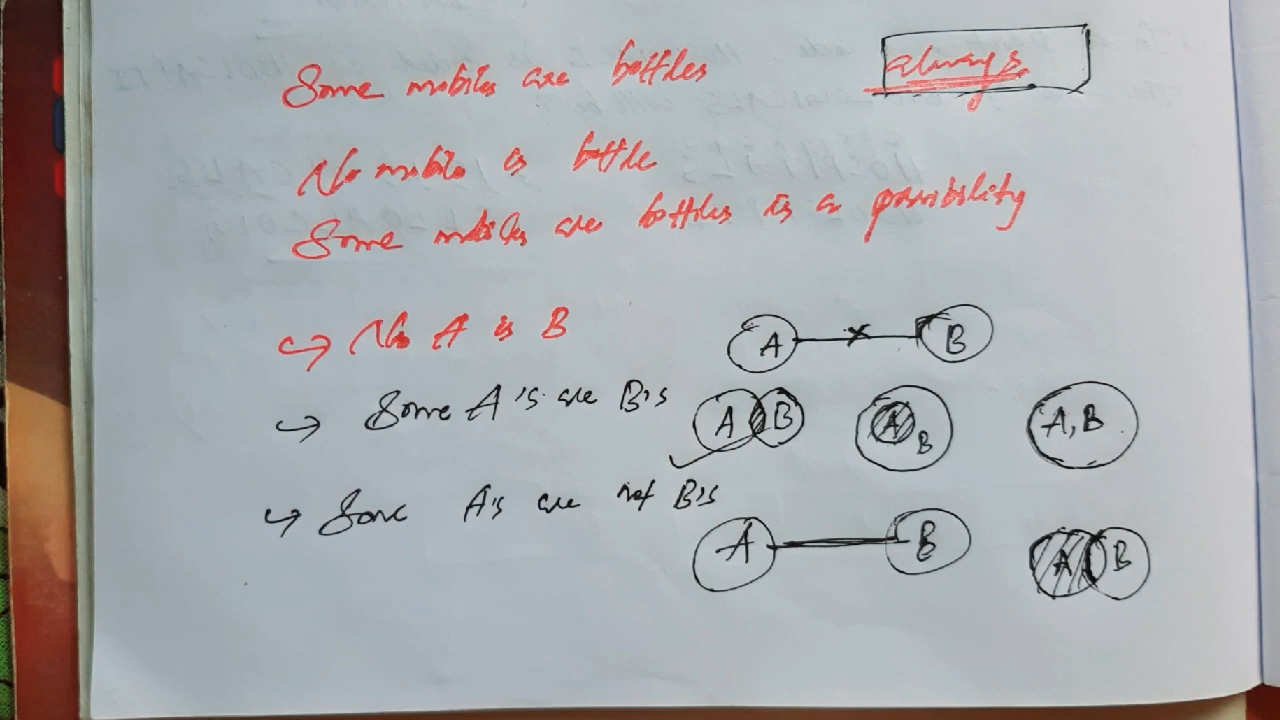 Some mobiles are bottles always
No mobile is bottle
Some mobiles are bottles is a possibility
↪ No A is B A × B
↪ Some A's are B's A B A B A, B
↪ Some A's are not B's A B A B